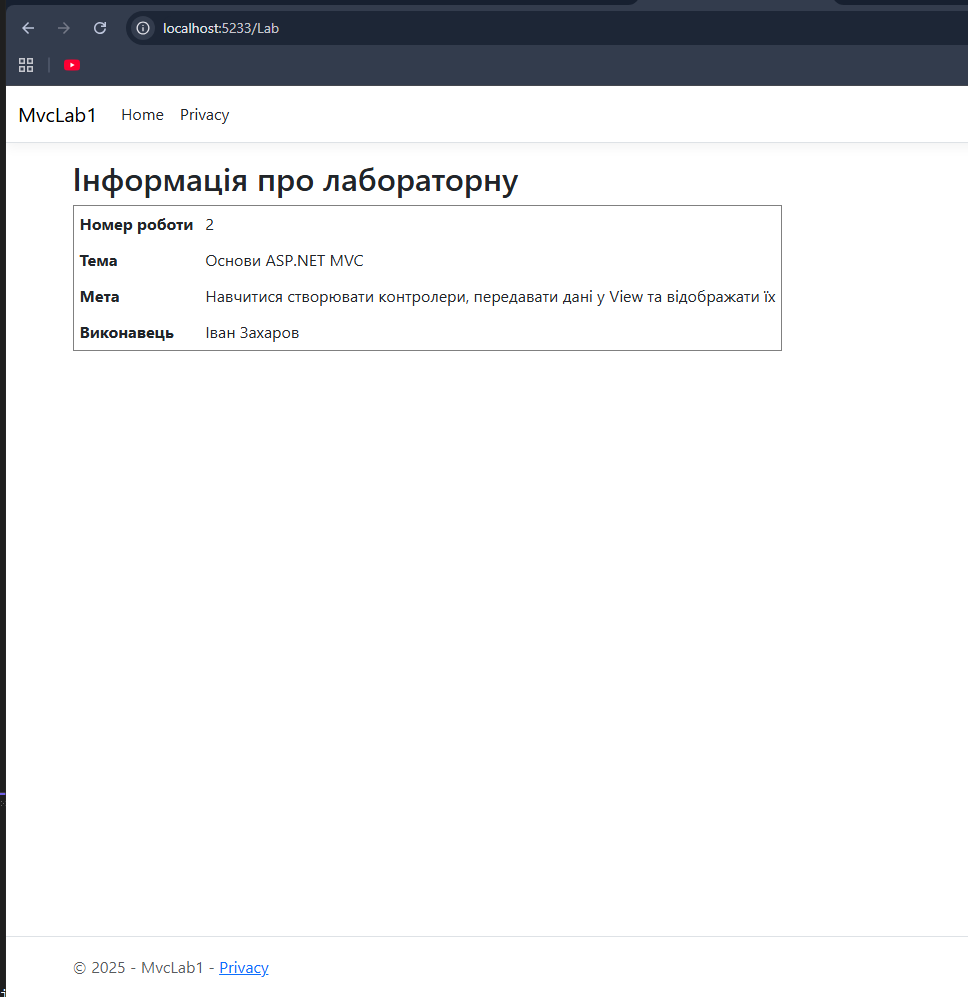 localhost:5233/Lab
MvcLab1 Home Privacy
Інформація про лабораторну
Номер роботи 2
Тема Основи ASP.NET MVC
Мета Навчитися створювати контролери, передавати дані у View та відображати їх
Виконавець Іван Захаров
© 2025 - MvcLab1 - Privacy